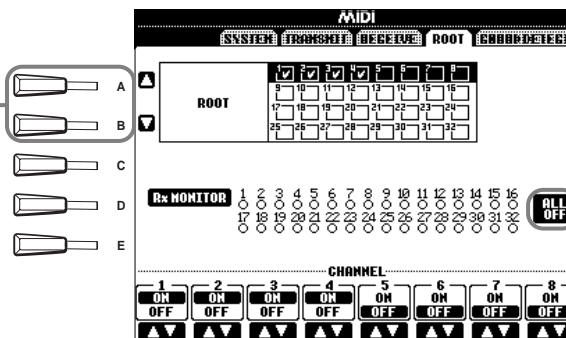 MIDI
SYSTEM TRANSMIT RECEIVE ROOT CHORD DETECT
A
B
C
D
E
ROOT
1 2 3 4 5 6 7 8
9 10 11 12 13 14 15 16
17 18 19 20 21 22 23 24
25 26 27 28 29 30 31 32
Rx MONITOR
1 2 3 4 5 6 7 8 9 10 11 12 13 14 15 16
17 18 19 20 21 22 23 24 25 26 27 28 29 30 31 32
ALL OFF
CHANNEL
1 2 3 4 5 6 7 8
ON ON ON ON ON ON ON ON
OFF OFF OFF OFF OFF OFF OFF OFF